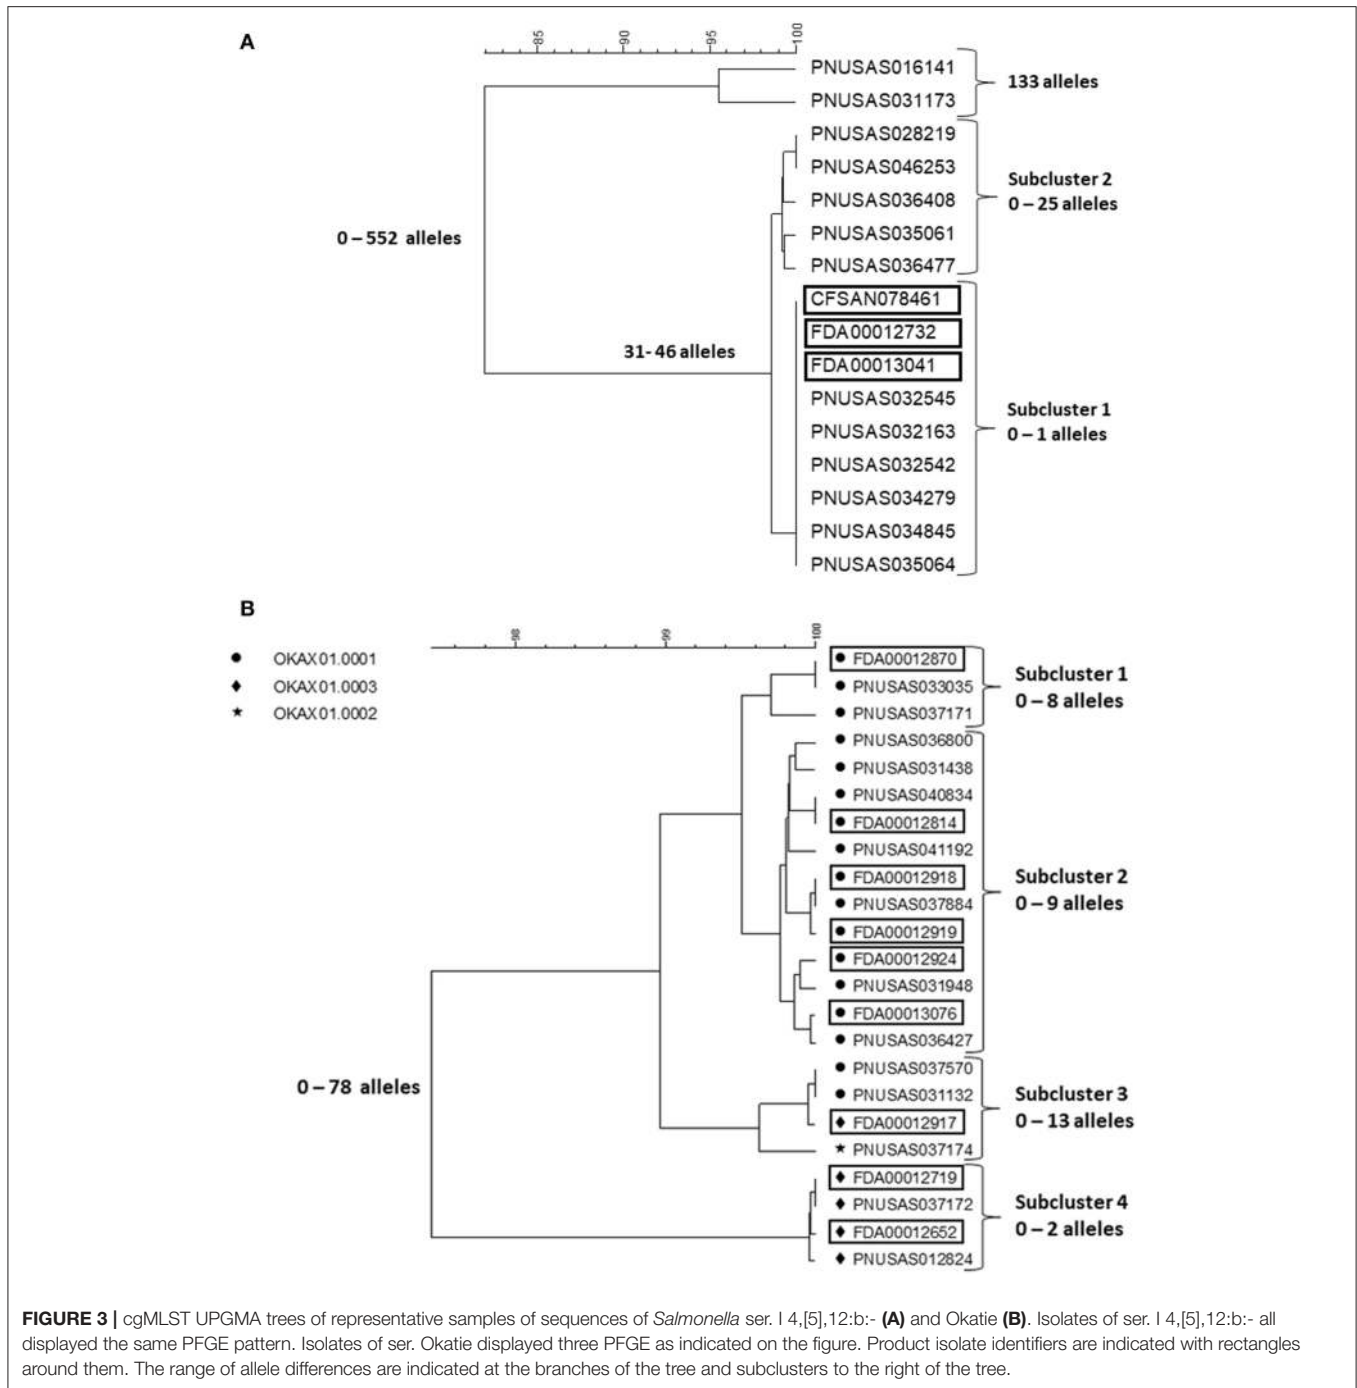 A
85
90
95
100
PNUSAS016141
PNUSAS031173
133 alleles
PNUSAS028219
PNUSAS046253
PNUSAS036408
PNUSAS035061
PNUSAS036477
Subcluster 2
0 – 25 alleles
0 – 552 alleles
31- 46 alleles
CFSAN078461
FDA00012732
FDA00013041
PNUSAS032545
PNUSAS032163
PNUSAS032542
PNUSAS034279
PNUSAS034845
PNUSAS035064
Subcluster 1
0 – 1 alleles
B
OKAX01.0001
OKAX01.0003
OKAX01.0002
98
99
100
FDA00012870
PNUSAS033035
PNUSAS037171
Subcluster 1
0 – 8 alleles
PNUSAS036800
PNUSAS031438
PNUSAS040834
FDA00012814
PNUSAS041192
FDA00012918
PNUSAS037884
FDA00012919
FDA00012924
PNUSAS031948
FDA00013076
PNUSAS036427
Subcluster 2
0 – 9 alleles
0 – 78 alleles
PNUSAS037570
PNUSAS031132
FDA00012917
PNUSAS037174
Subcluster 3
0 – 13 alleles
FDA00012719
PNUSAS037172
FDA00012652
PNUSAS012824
Subcluster 4
0 – 2 alleles
FIGURE 3 | cgMLST UPGMA trees of representative samples of sequences of Salmonella ser. I 4,[5],12:b:- (A) and Okatie (B). Isolates of ser. I 4,[5],12:b:- all
displayed the same PFGE pattern. Isolates of ser. Okatie displayed three PFGE as indicated on the figure. Product isolate identifiers are indicated with rectangles
around them. The range of allele differences are indicated at the branches of the tree and subclusters to the right of the tree.